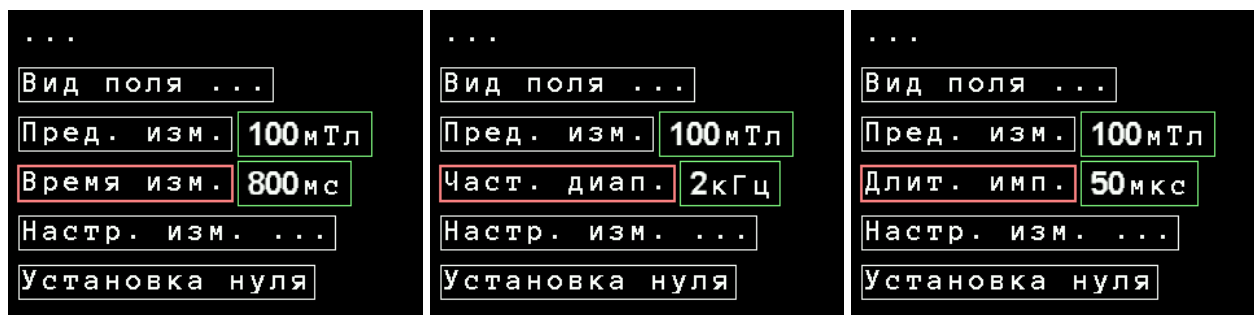 ...
Вид поля ...
Пред. изм. 100мТл
Время изм. 800мс
Настр. изм. ...
Установка нуля
...
Вид поля ...
Пред. изм. 100мТл
Част. диап. 2кГц
Настр. изм. ...
Установка нуля
...
Вид поля ...
Пред. изм. 100мТл
Длит. имп. 50мкс
Настр. изм. ...
Установка нуля